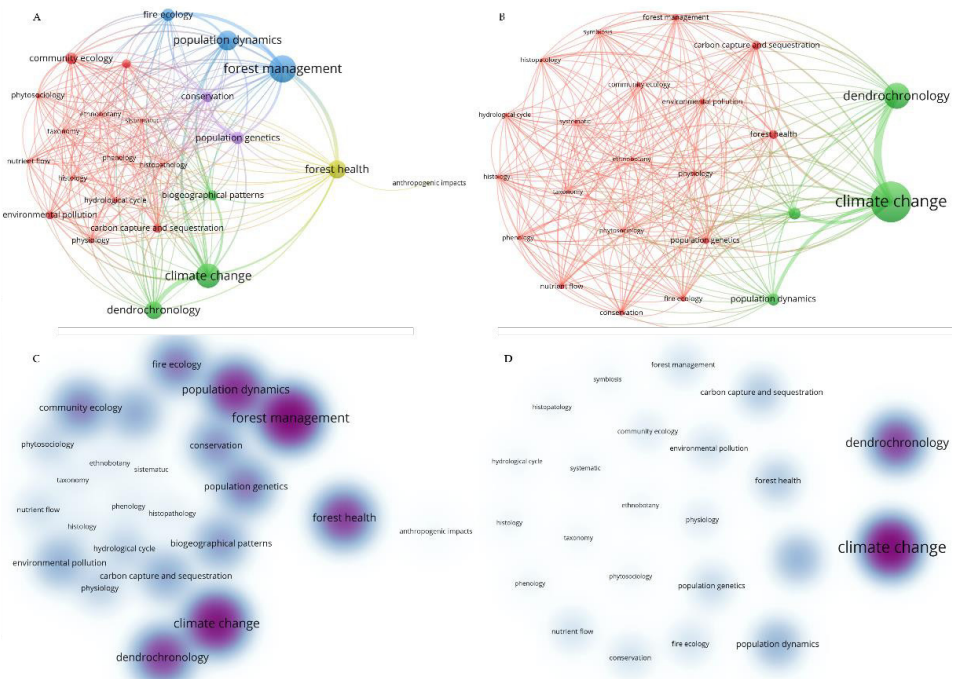 A
fire ecology
population dynamics
community ecology
forest management
phytosociology
conservation
ethnobotany
sistematuc
taxonomy
population genetics
phenology
nutrient flow
histopathology
forest health
histology
anthropogenic impacts
biogeographical patterns
hydrological cycle
environmental pollution
carbon capture and sequestration
physiology
climate change
dendrochronology
B
forest management
symbiosis
carbon capture and sequestration
histopatology
community ecology
dendrochronology
environmental pollution
hydrological cycle
systematic
forest health
ethnobotany
physiology
histology
taxonomy
climate change
phytosociology
phenology
population genetics
nutrient flow
fire ecology
population dynamics
conservation
C
fire ecology
population dynamics
community ecology
forest management
phytosociology
conservation
ethnobotany
sistematuc
taxonomy
population genetics
phenology
nutrient flow
histopathology
forest health
histology
anthropogenic impacts
biogeographical patterns
hydrological cycle
environmental pollution
carbon capture and sequestration
physiology
climate change
dendrochronology
D
forest management
symbiosis
carbon capture and sequestration
histopatology
community ecology
dendrochronology
environmental pollution
hydrological cycle
systematic
forest health
ethnobotany
physiology
histology
taxonomy
climate change
phytosociology
phenology
population genetics
nutrient flow
fire ecology
population dynamics
conservation